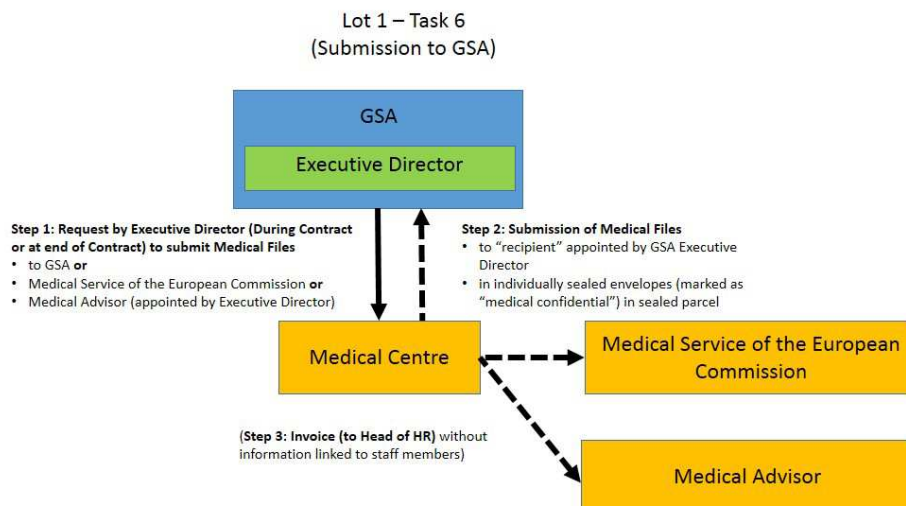 Lot 1 – Task 6
(Submission to GSA)
GSA
Executive Director
Step 1: Request by Executive Director (During Contract
or at end of Contract) to submit Medical Files
• to GSA or
• Medical Service of the European Commission or
• Medical Advisor (appointed by Executive Director)
Step 2: Submission of Medical Files
• to “recipient” appointed by GSA Executive
Director
• in individually sealed envelopes (marked as
“medical confidential”) in sealed parcel
Medical Centre
Medical Service of the European
Commission
(Step 3: Invoice (to Head of HR) without
information linked to staff members)
Medical Advisor